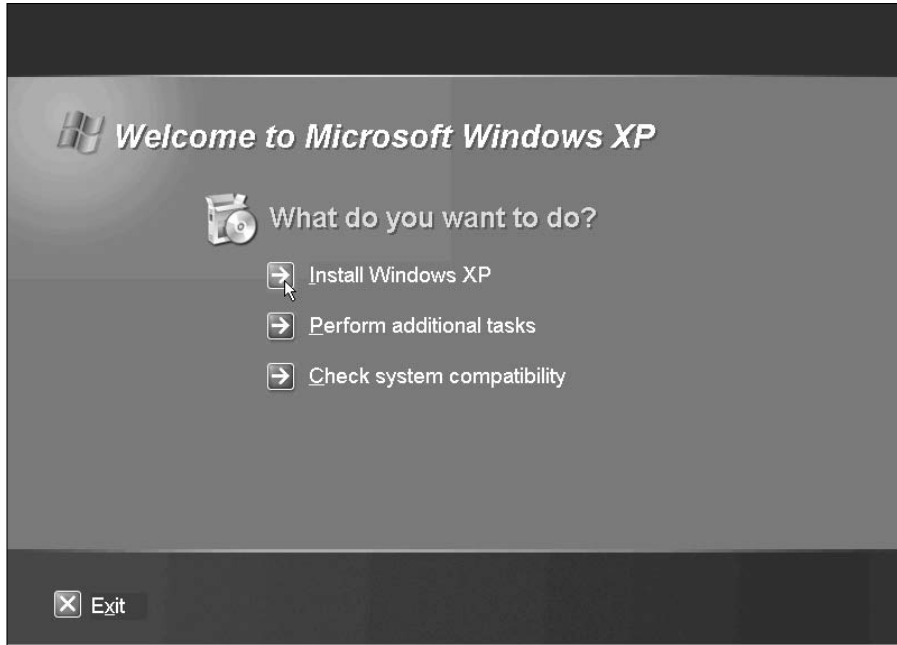 Welcome to Microsoft Windows XP
What do you want to do?
Install Windows XP
Perform additional tasks
Check system compatibility
Exit